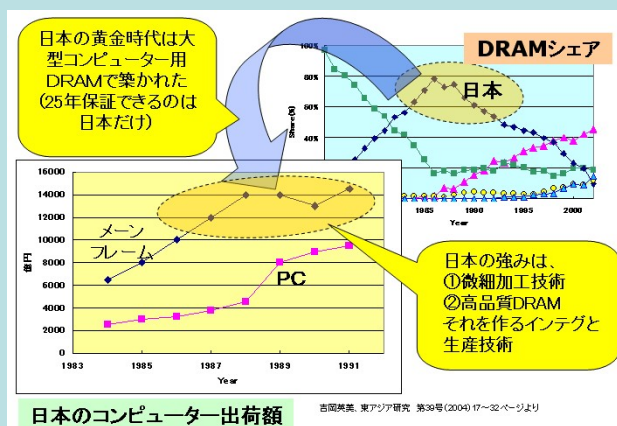 日本の黄金時代は大
型コンピューター用
DRAMで築かれた
(25年保証できるのは
日本だけ)
DRAMシェア
100%
80%
60%
40%
Share(%)
日本
1985 1990 1995 2000
Year
16000
14000
12000
10000
8000
6000
4000
2000
0
億円
メーン
フレーム
PC
1983 1985 1987 1989 1991
Year
日本の強みは、
①微細加工技術
②高品質DRAM
それを作るインテグと
生産技術
日本のコンピューター出荷額
吉岡英美、東アジア研究 第39号(2004)17～32ページより